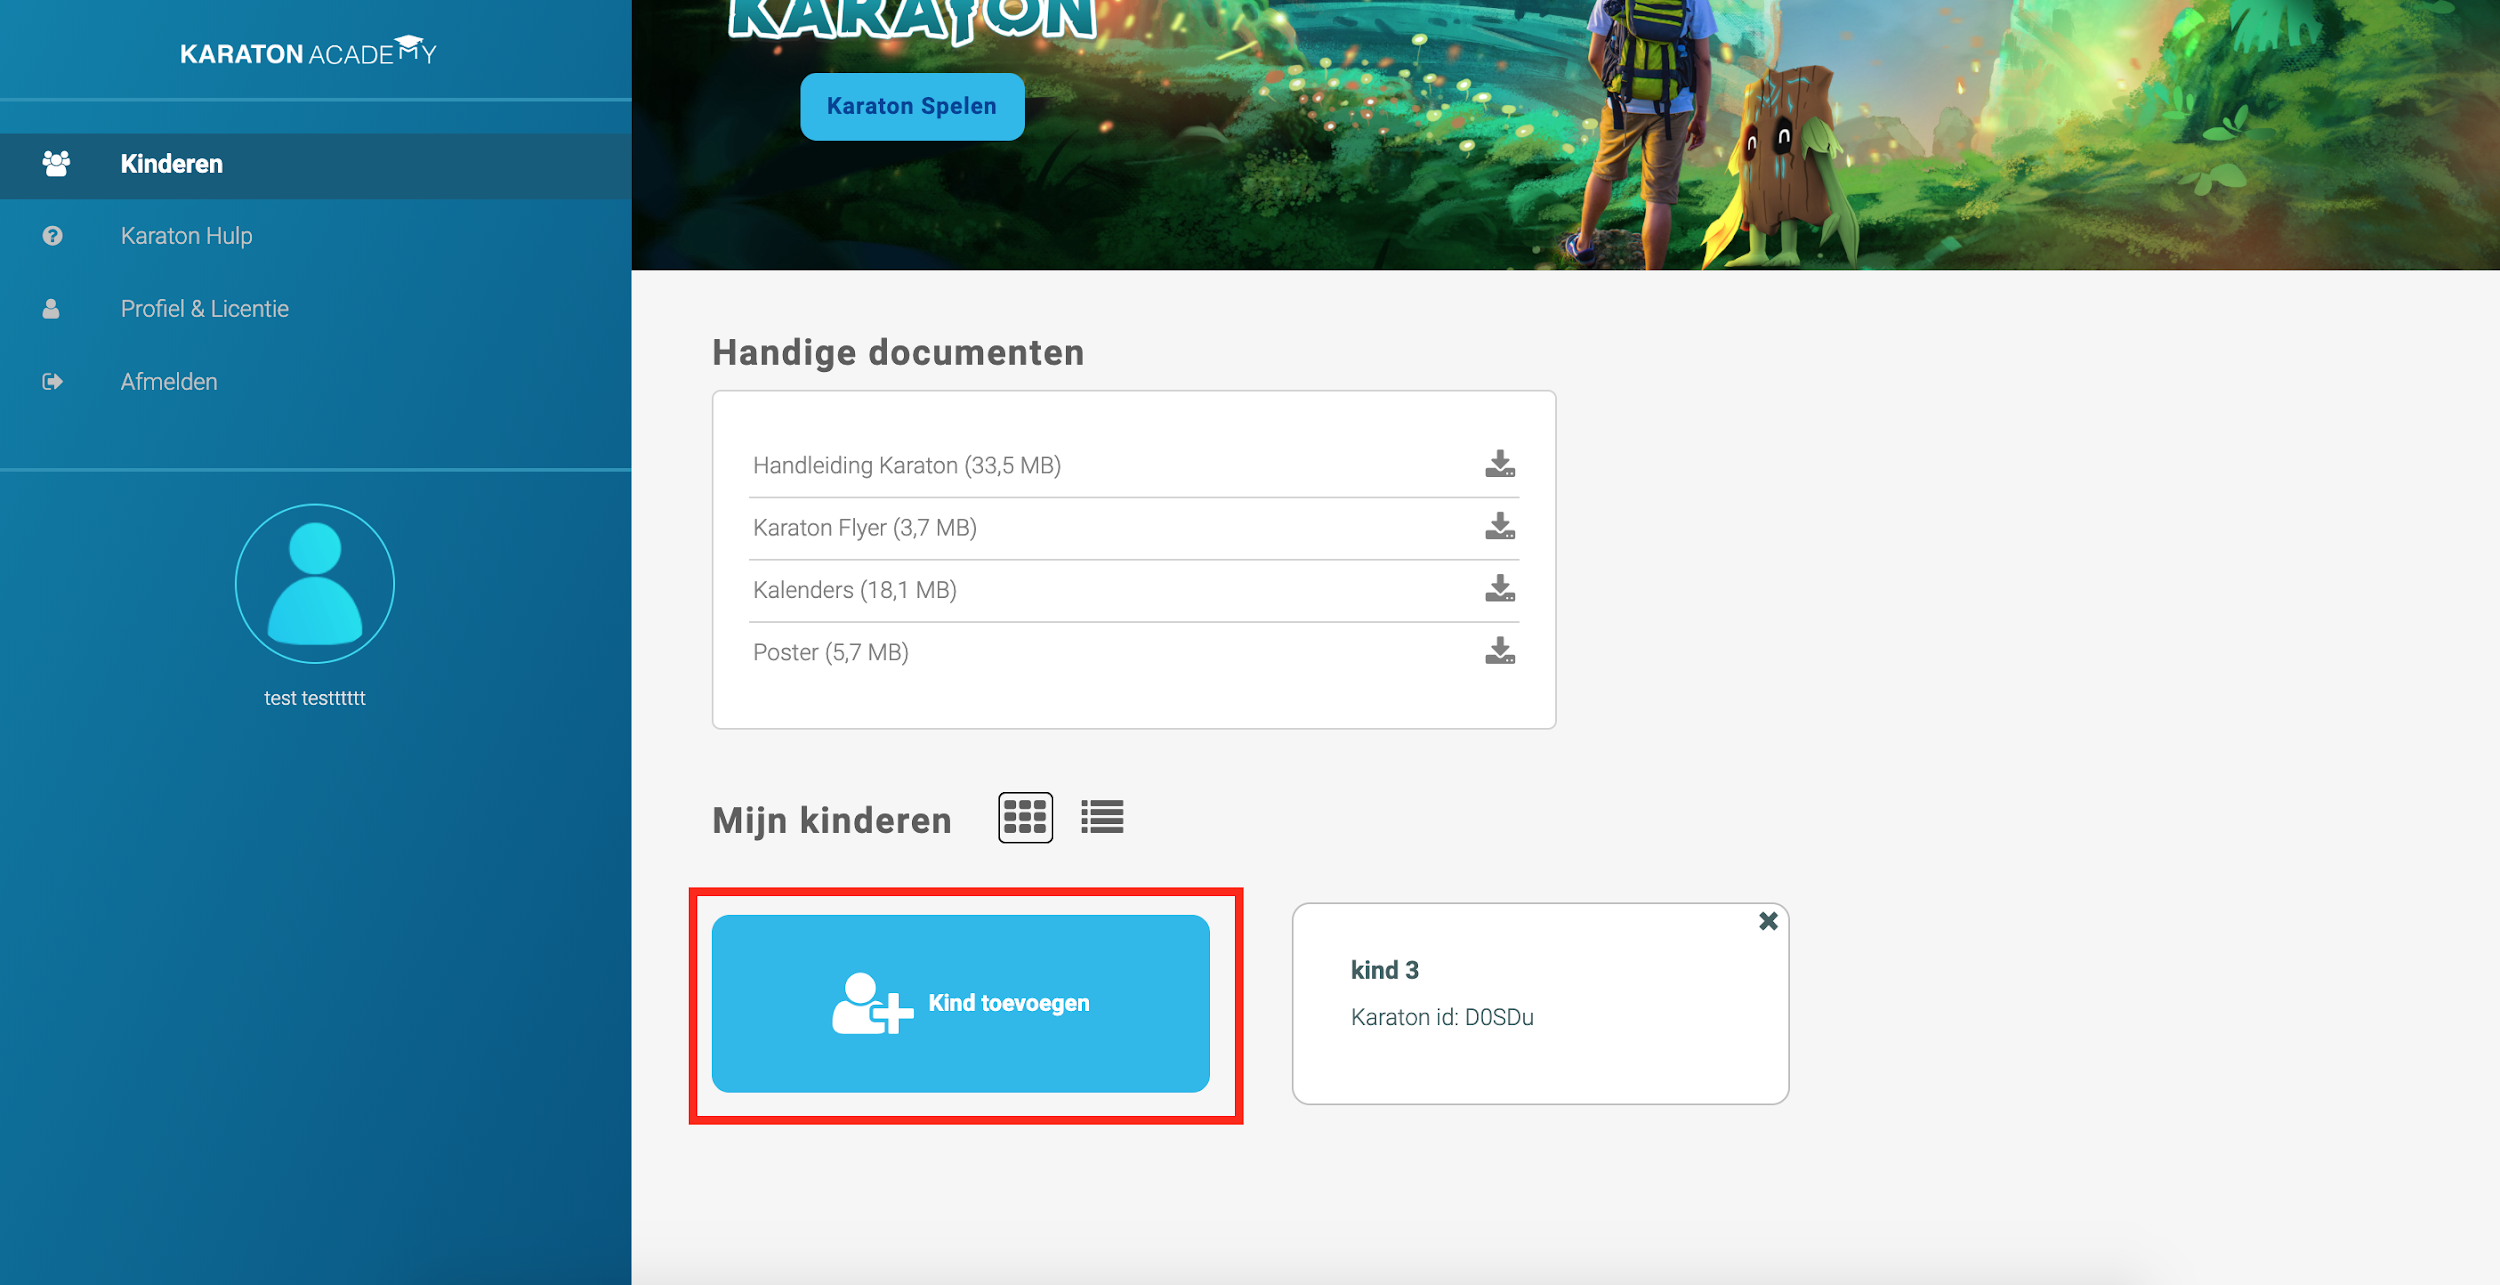 KARATON ACADEMY
Kinderen
Karaton Hulp
Profiel & Licentie
Afmelden
test testttttt
KARATON
Karaton Spelen
Handige documenten
Handleiding Karaton (33,5 MB)
Karaton Flyer (3,7 MB)
Kalenders (18,1 MB)
Poster (5,7 MB)
Mijn kinderen
Kind toevoegen
kind 3
Karaton id: D0SDu